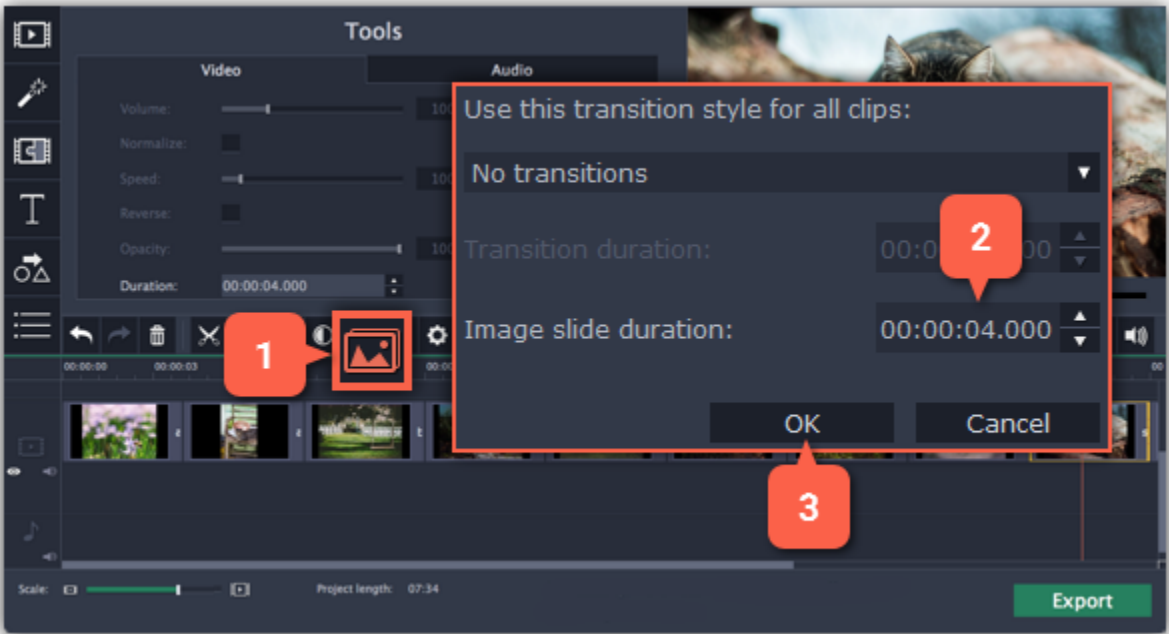 Tools
Video Audio
Volume:
Normalize:
Speed:
Reverse:
Opacity:
Duration: 00:00:04.000
Use this transition style for all clips:
No transitions
Transition duration:
2
Image slide duration: 00:00:04.000
1
OK Cancel
3
00:00:00 00:00:03
T
Scale: Project length: 07:34
Export